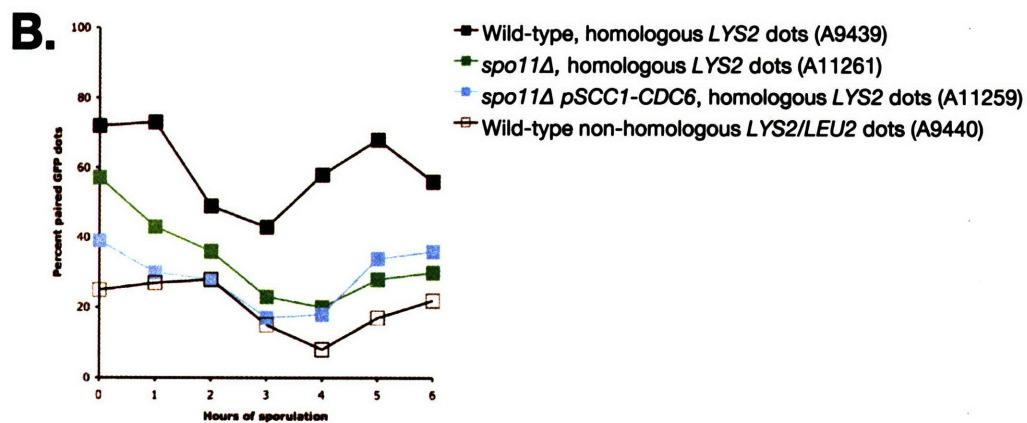 B.
100
80
60
40
20
0
Percent paired GFP dots
0 1 2 3 4 5 6
Hours of sporulation
Wild-type, homologous LYS2 dots (A9439)
spo11Δ, homologous LYS2 dots (A11261)
spo11Δ pSCC1-CDC6, homologous LYS2 dots (A11259)
Wild-type non-homologous LYS2/LEU2 dots (A9440)